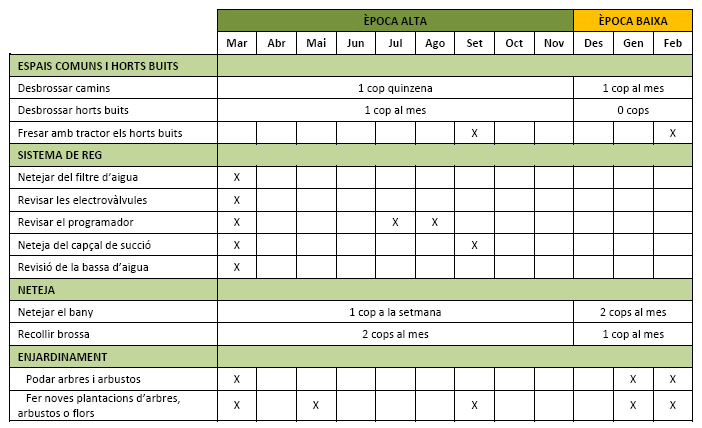 ÈPOCA ALTA ÈPOCA BAIXA
Mar Abr Mai Jun Jul Ago Set Oct Nov Des Gen Feb
ESPAIS COMUNS I HORTS BUITS
Desbrossar camins 1 cop quinzena 1 cop al mes
Desbrossar horts buits 1 cop al mes 0 cops
Fresar amb tractor els horts buits X X
SISTEMA DE REG
Netejar del filtre d'aigua X
Revisar les electrovàlvules X
Revisar el programador X X X
Neteja del capçal de succió X X
Revisió de la bassa d'aigua X
NETEJA
Netejar el bany 1 cop a la setmana 2 cops al mes
Recollir brossa 2 cops al mes 1 cop al mes
ENJARDINAMENT
Podar arbres i arbustos X X X
Fer noves plantacions d'arbres,
arbustos o flors X X X X X